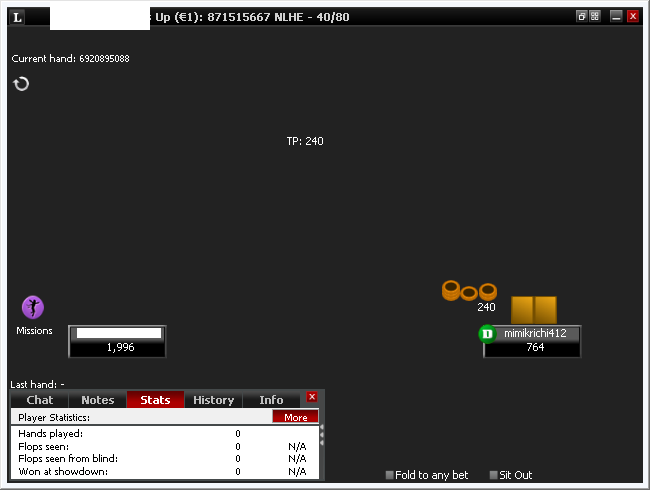 L
s Up (€1): 871515667 NLHE - 40/80
Current hand: 6920895088
TP: 240
240
Missions
1,996
D
mimikrichi412
764
Last hand: -
Chat Notes Stats History Info
Player Statistics: More
Hands played: 0
Flops seen: 0 N/A
Flops seen from blind: 0 N/A
Won at showdown: 0 N/A
Fold to any bet Sit Out